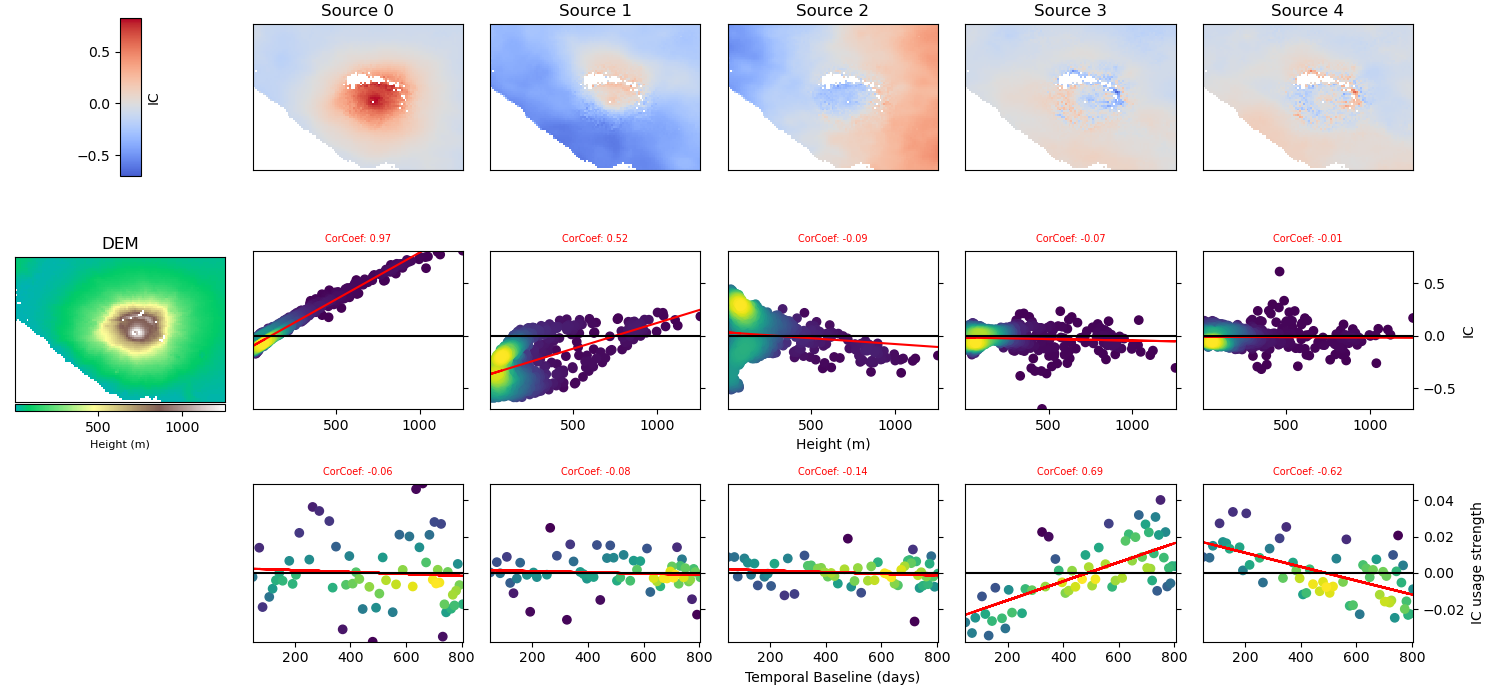 Source 0 Source 1 Source 2 Source 3 Source 4
0.5
0.0
−0.5
IC
DEM
CorCoef: 0.97 CorCoef: 0.52 CorCoef: -0.09 CorCoef: -0.07 CorCoef: -0.01
0.5
0.0
−0.5
IC
500 1000
Height (m)
500 1000 500 1000 500 1000 500 1000 500 1000
Height (m)
CorCoef: -0.06 CorCoef: -0.08 CorCoef: -0.14 CorCoef: 0.69 CorCoef: -0.62
0.04
0.02
0.00
−0.02
IC usage strength
200 400 600 800 200 400 600 800 200 400 600 800 200 400 600 800 200 400 600 800
Temporal Baseline (days)